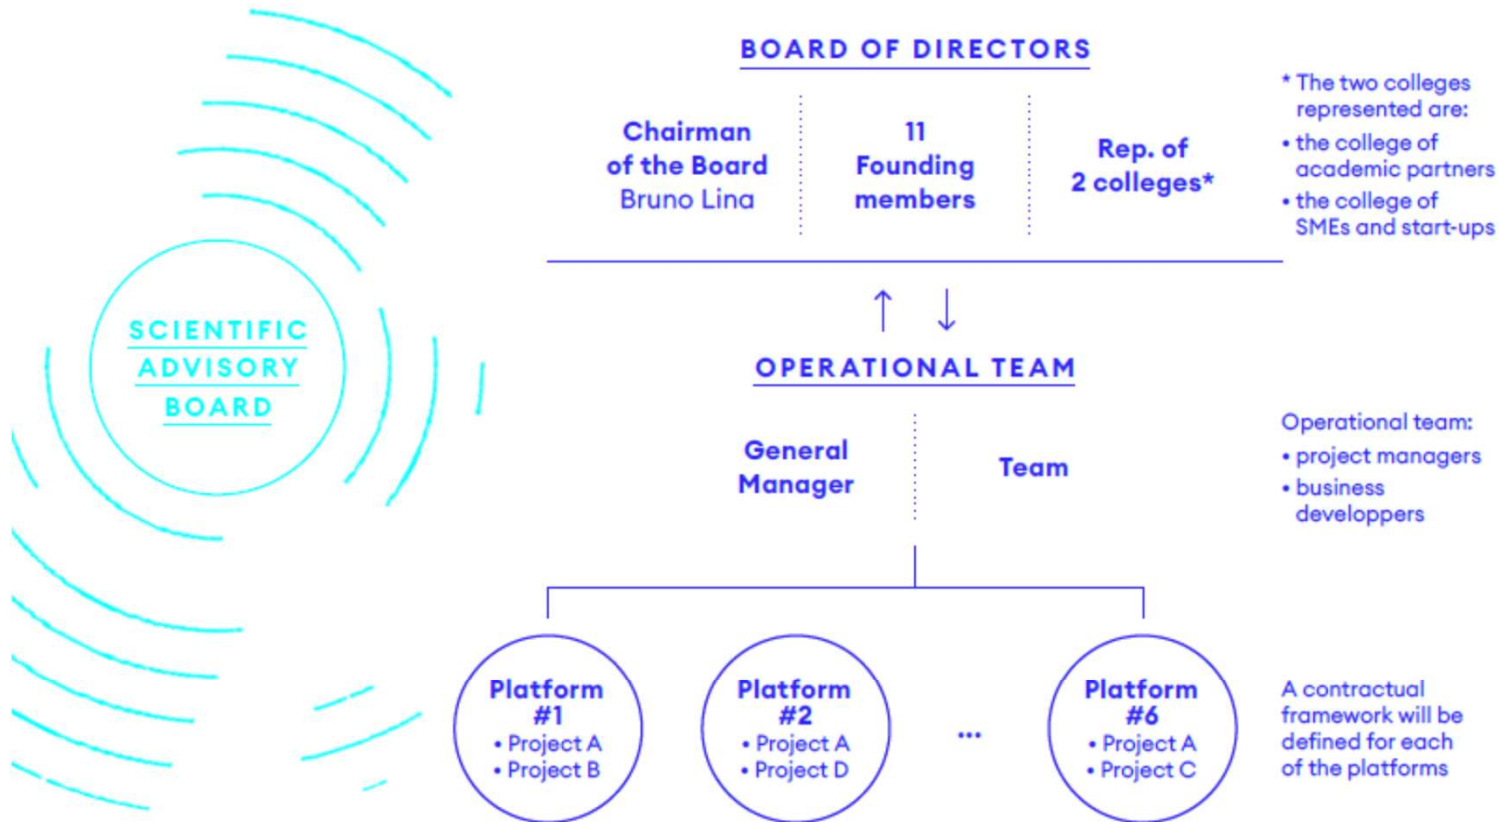 SCIENTIFIC
ADVISORY
BOARD
BOARD OF DIRECTORS
Chairman
of the Board
Bruno Lina
11
Founding
members
Rep. of
2 colleges*
* The two colleges
represented are:
• the college of
academic partners
• the college of
SMEs and start-ups
OPERATIONAL TEAM
General
Manager
Team
Operational team:
• project managers
• business
developpers
Platform
#1
• Project A
• Project B
Platform
#2
• Project A
• Project D
...
Platform
#6
• Project A
• Project C
A contractual
framework will be
defined for each
of the platforms